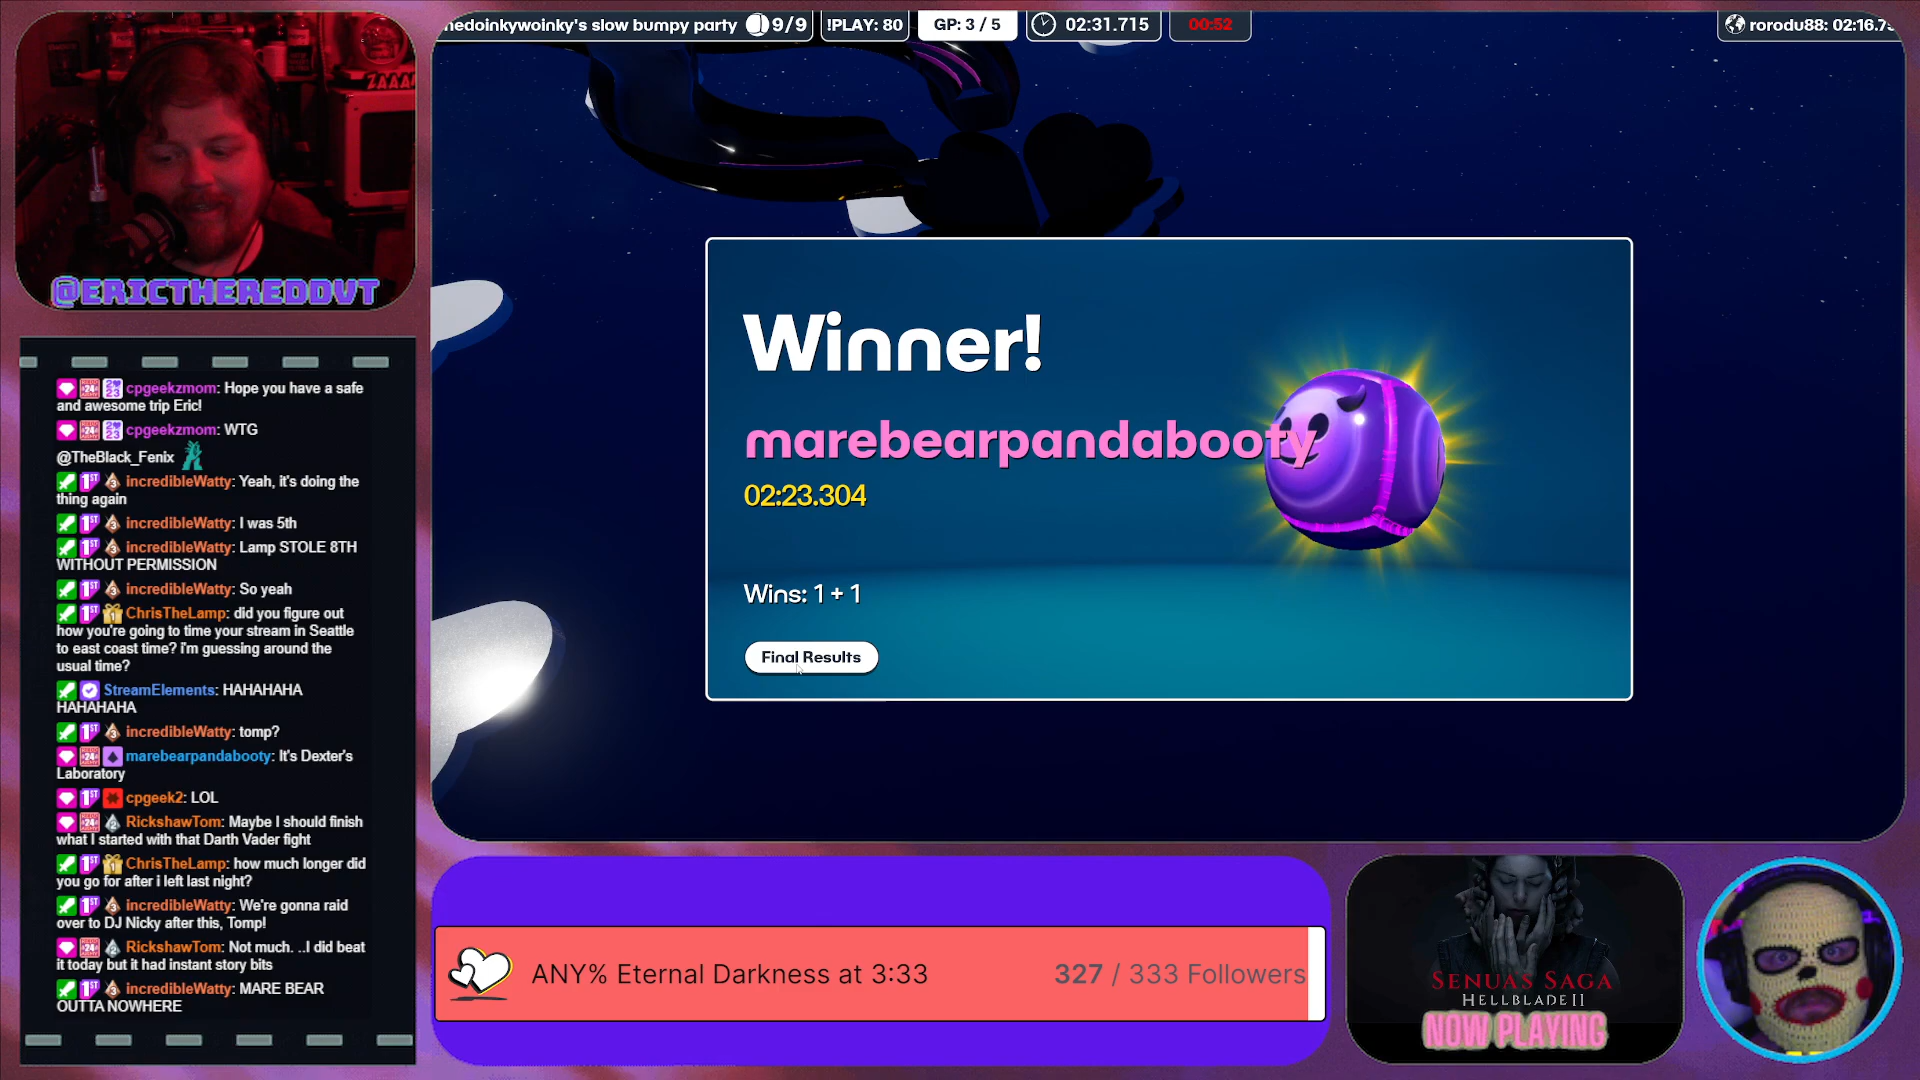 nedoinkywoinky's slow bumpy party 9/9
!PLAY: 80
GP: 3 / 5
02:31.715
00:52
rorodu88: 02:16.75
ZAAA
@ERICTHEREDDVT
Winner!
marebearpandabooty
02:23.304
Wins: 1 + 1
Final Results
cpgeekzmom: Hope you have a safe
and awesome trip Eric!
cpgeekzmom: WTG
@TheBlack_Fenix
incredibleWatty: Yeah, it's doing the
thing again
incredibleWatty: I was 5th
incredibleWatty: Lamp STOLE 8TH
WITHOUT PERMISSION
incredibleWatty: So yeah
ChrisTheLamp: did you figure out
how you're going to time your stream in Seattle
to east coast time? i'm guessing around the
usual time?
StreamElements: HAHAHAHA
HAHAHAHA
incredibleWatty: tomp?
marebearpandabooty: It's Dexter's
Laboratory
cpgeek2: LOL
RickshawTom: Maybe I should finish
what I started with that Darth Vader fight
ChrisTheLamp: how much longer did
you go for after i left last night?
incredibleWatty: We're gonna raid
over to DJ Nicky after this, Tomp!
RickshawTom: Not much. ..I did beat
it today but it had instant story bits
incredibleWatty: MARE BEAR
OUTTA NOWHERE
ANY% Eternal Darkness at 3:33
327 / 333 Followers
SENUAS SAGA
HELLBLADE II
NOW PLAYING